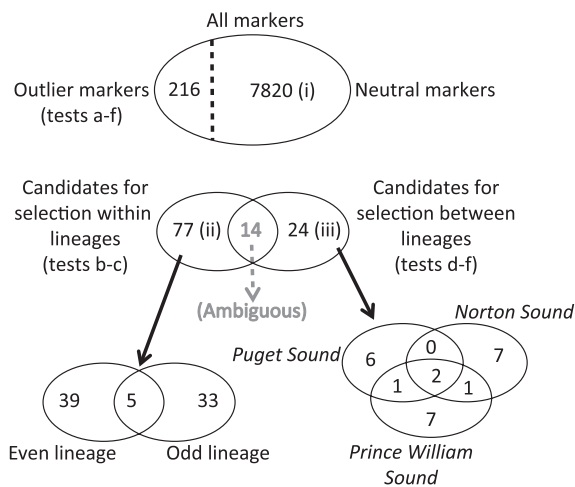 All markers
Outlier markers
(tests a-f)
216
7820 (i)
Neutral markers
Candidates for
selection within
lineages
(tests b-c)
77 (ii)
14
24 (iii)
Candidates for
selection between
lineages
(tests d-f)
(Ambiguous)
39
5
33
Even lineage
Odd lineage
Puget Sound
Norton Sound
6
0
7
1
2
1
7
Prince William
Sound